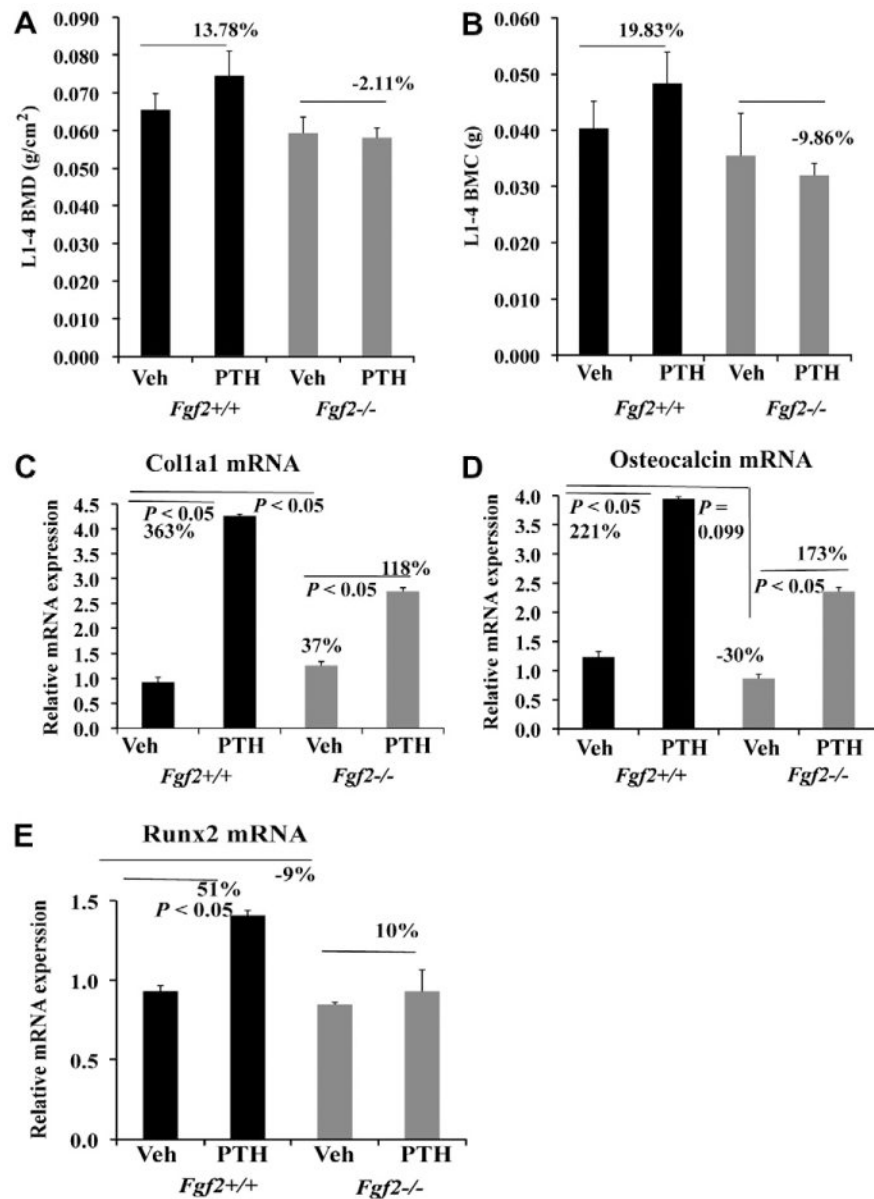 A
13.78%
-2.11%
L1-4 BMD (g/cm²)
0.090
0.080
0.070
0.060
0.050
0.040
0.030
0.020
0.010
0.000
Veh PTH Veh PTH
Fgf2+/+ Fgf2-/-
B
19.83%
-9.86%
L1-4 BMC (g)
0.060
0.050
0.040
0.030
0.020
0.010
0.000
Veh PTH Veh PTH
Fgf2+/+ Fgf2-/-
C
Col1a1 mRNA
P < 0.05 P < 0.05
363%
118%
P < 0.05
37%
Relative mRNA expression
4.5
4.0
3.5
3.0
2.5
2.0
1.5
1.0
0.5
0.0
Veh PTH Veh PTH
Fgf2+/+ Fgf2-/-
D
Osteocalcin mRNA
P < 0.05 P =
221% 0.099
173%
P < 0.05
-30%
Relative mRNA experssion
4.0
3.5
3.0
2.5
2.0
1.5
1.0
0.5
0.0
Veh PTH Veh PTH
Fgf2+/+ Fgf2-/-
E
Runx2 mRNA
-9%
51%
P < 0.05
10%
Relative mRNA experssion
1.5
1.0
0.5
0.0
Veh PTH Veh PTH
Fgf2+/+ Fgf2-/-